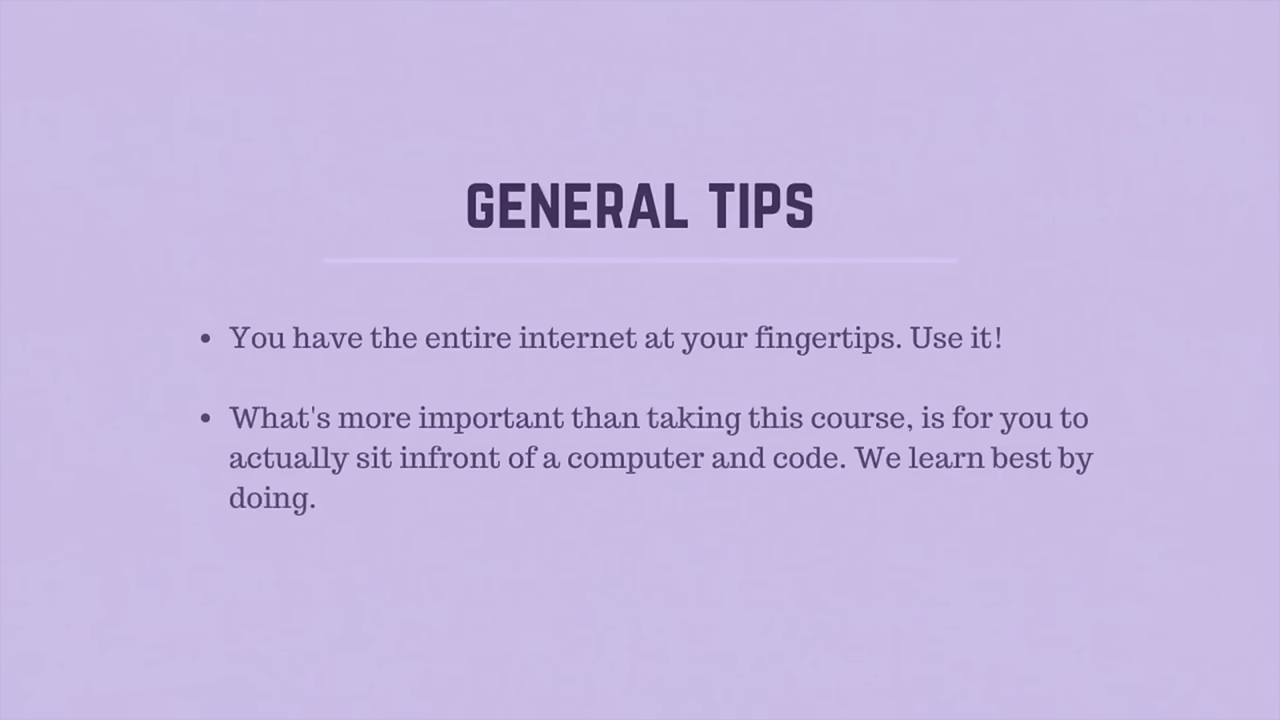 GENERAL TIPS
• You have the entire internet at your fingertips. Use it!
• What's more important than taking this course, is for you to
actually sit infront of a computer and code. We learn best by
doing.